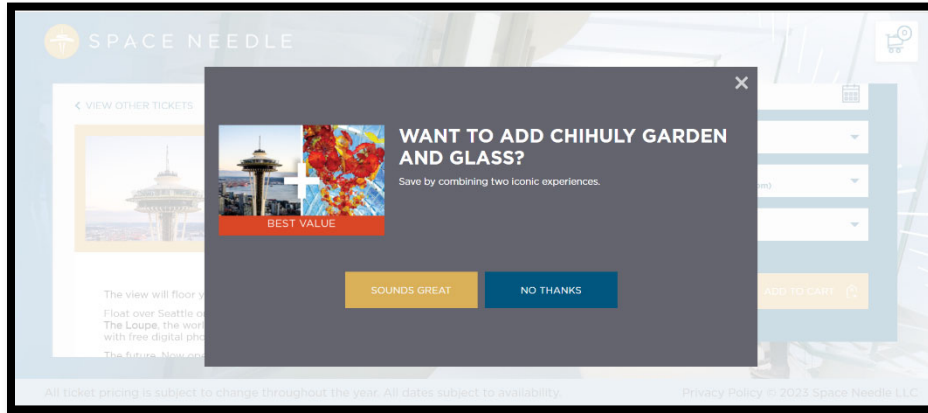 SPACE NEEDLE
0
VIEW OTHER TICKETS
WANT TO ADD CHIHULY GARDEN
AND GLASS?
Save by combining two iconic experiences.
BEST VALUE
SOUNDS GREAT
NO THANKS
ADD TO CART
The view will floor y
Float over Seattle o
The Loupe, the worl
with free digital pho
The future. Now ope
All ticket pricing is subject to change throughout the year. All dates subject to availability.
Privacy Policy © 2023 Space Needle LLC